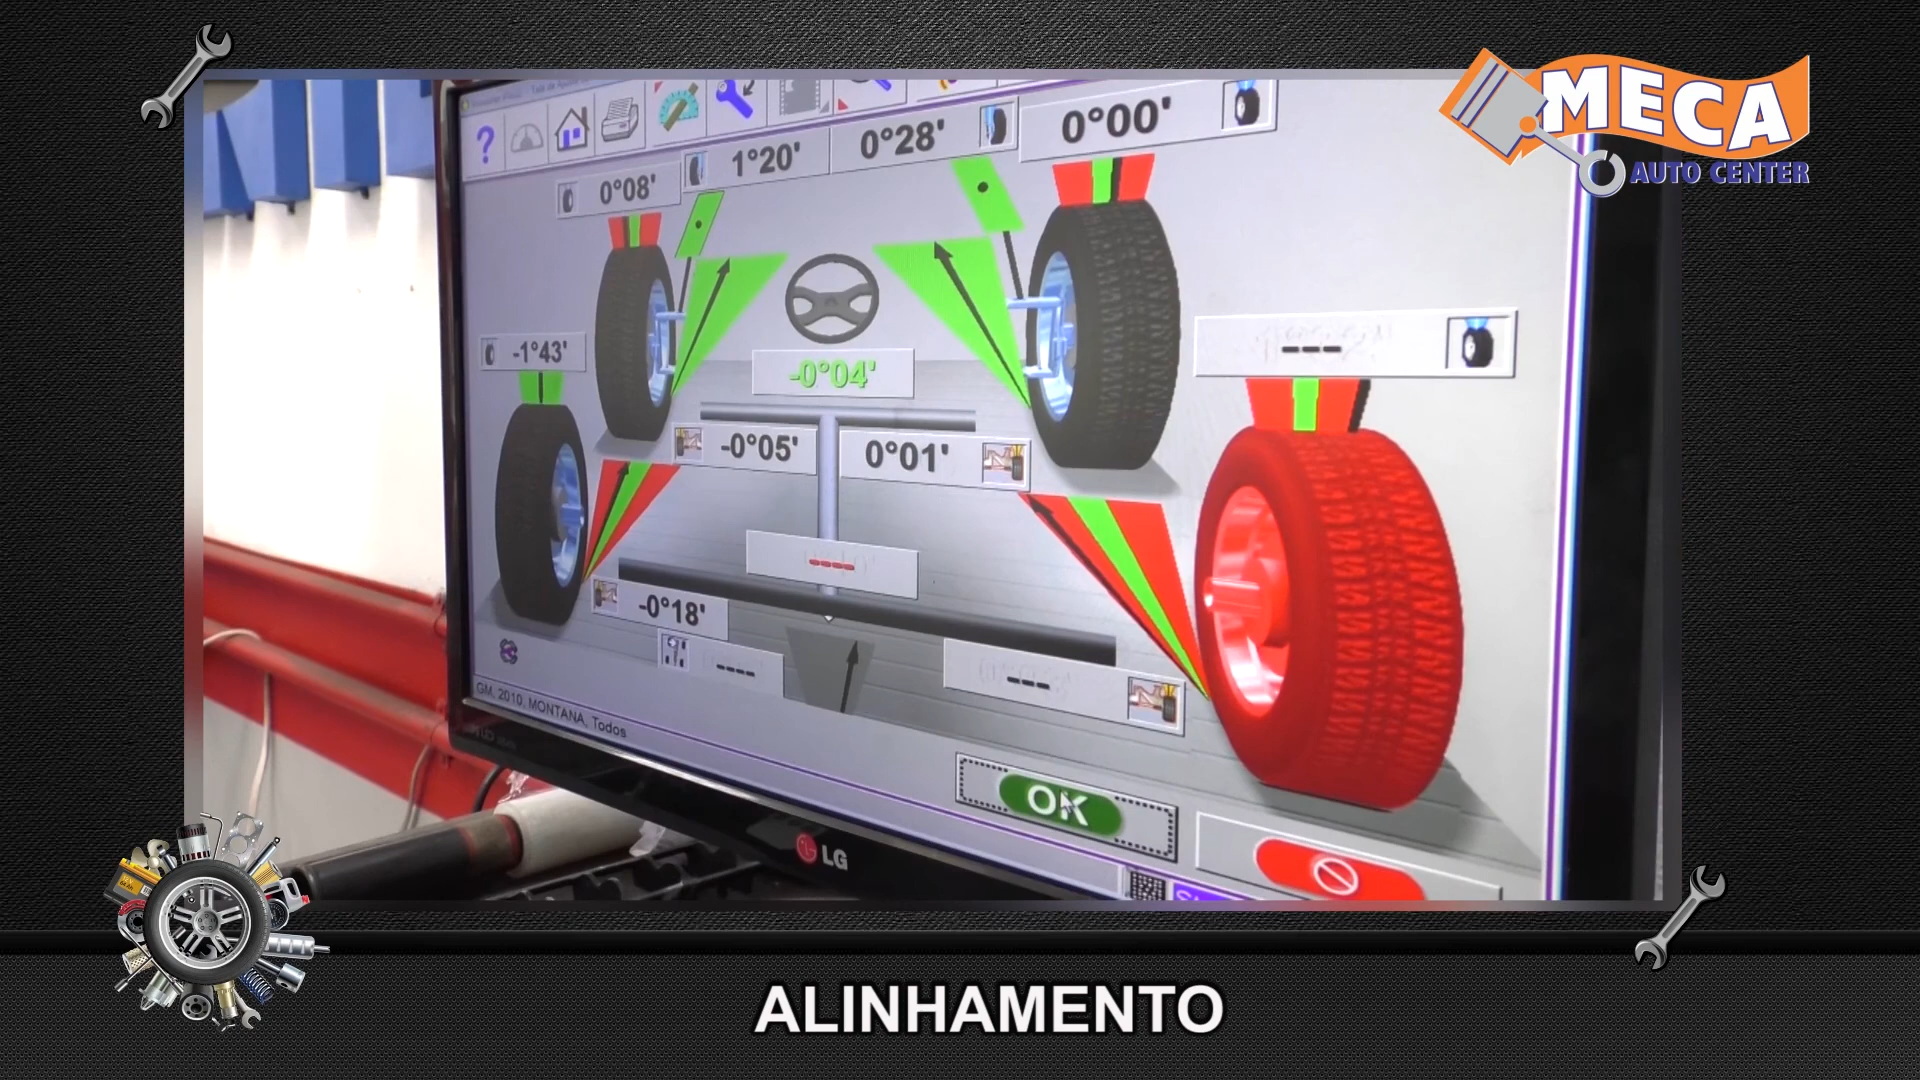 MECA
AUTO CENTER
?
0°08'
1°20'
0°28'
0°00'
-1°43'
-0°04'
---
-0°05'
0°01'
----
-0°18'
----
---
GM, 2010, MONTANA, Todos
OK
LG
ALINHAMENTO